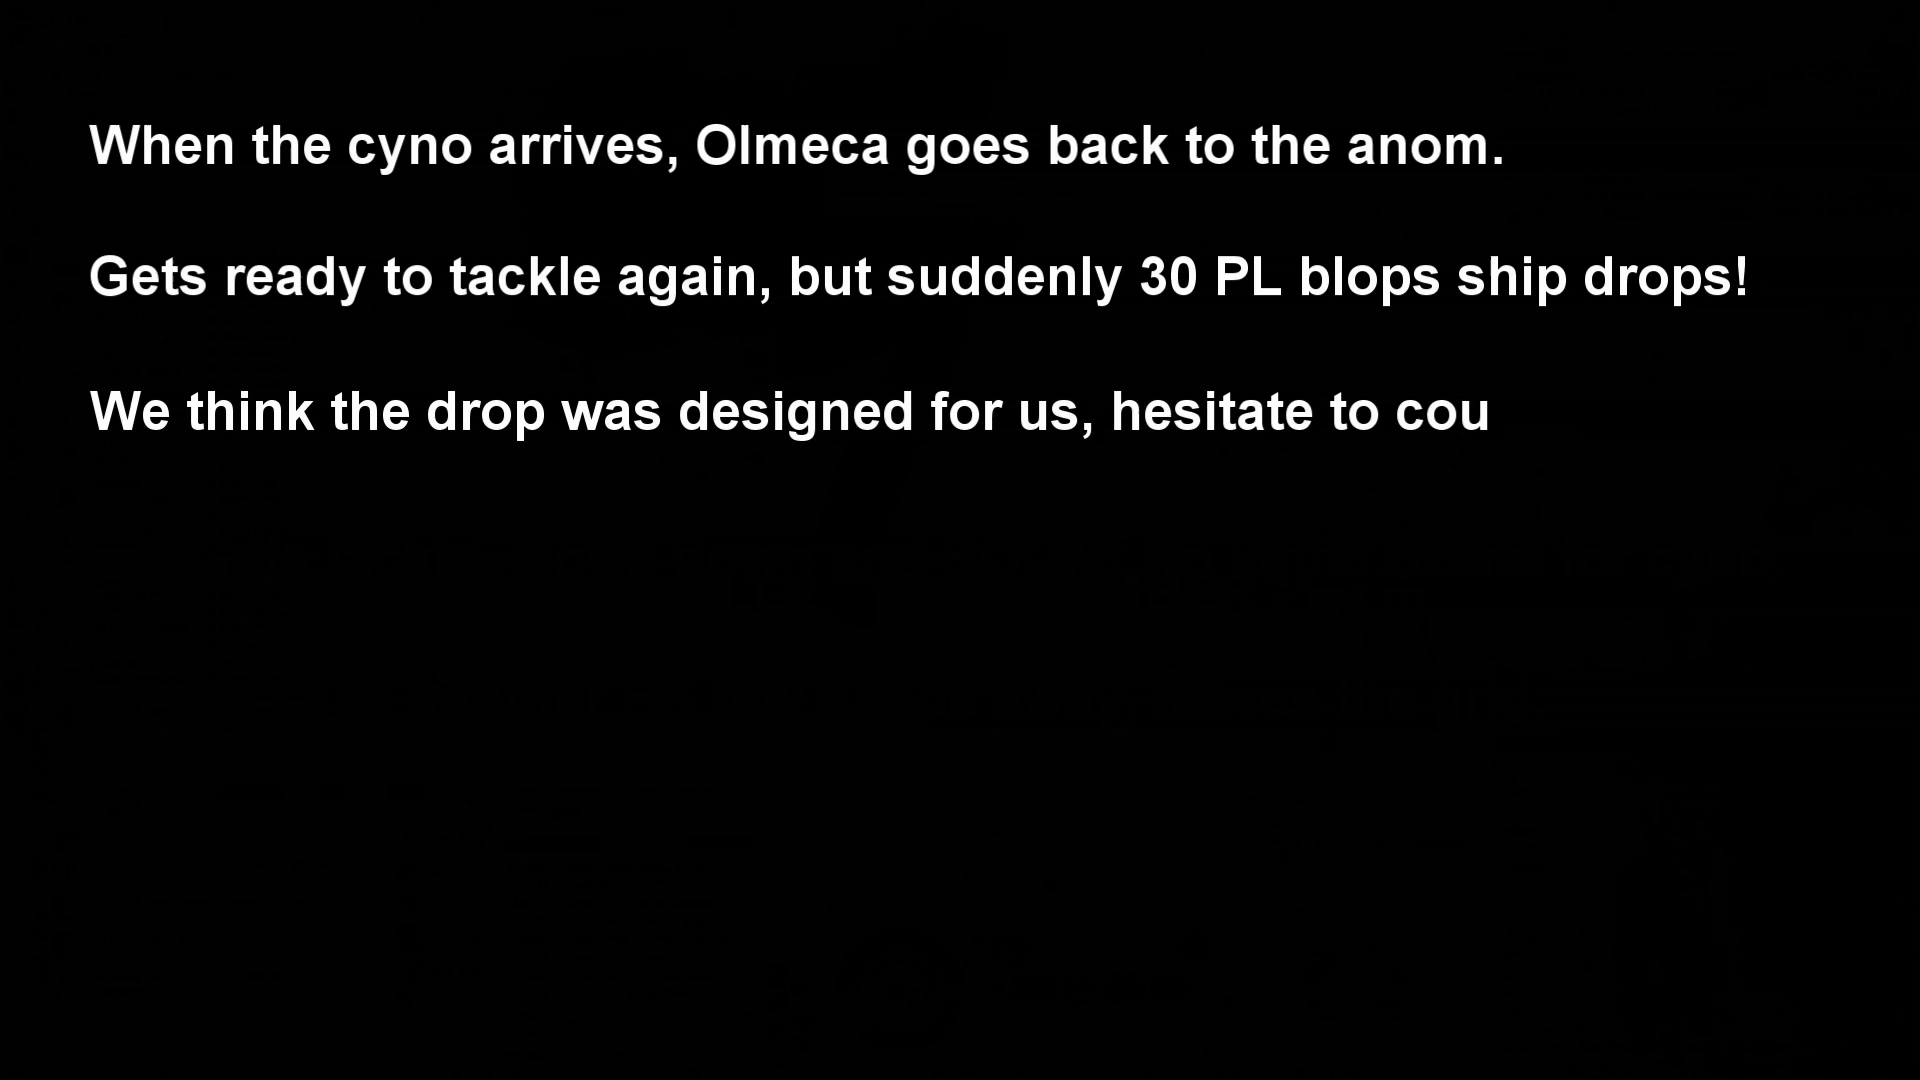 When the cyno arrives, Olmeca goes back to the anom.
Gets ready to tackle again, but suddenly 30 PL blops ship drops!
We think the drop was designed for us, hesitate to cou